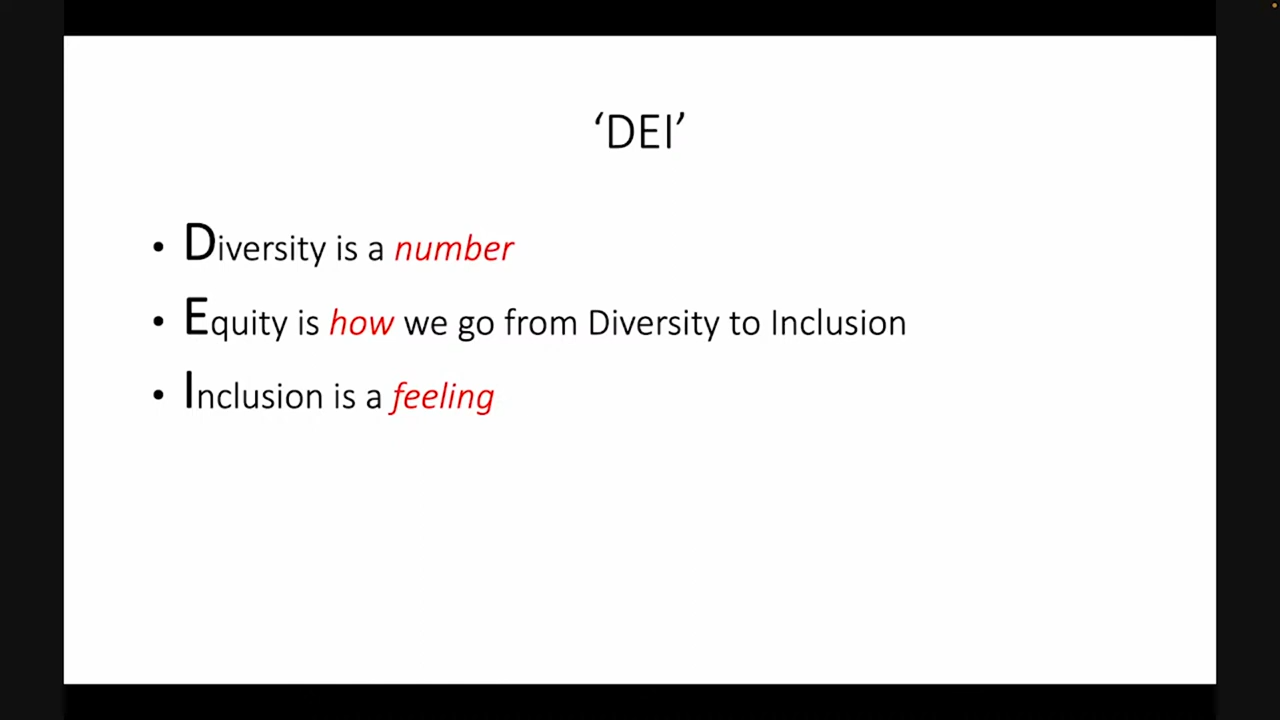 ‘DEI’
• Diversity is a number
• Equity is how we go from Diversity to Inclusion
• Inclusion is a feeling